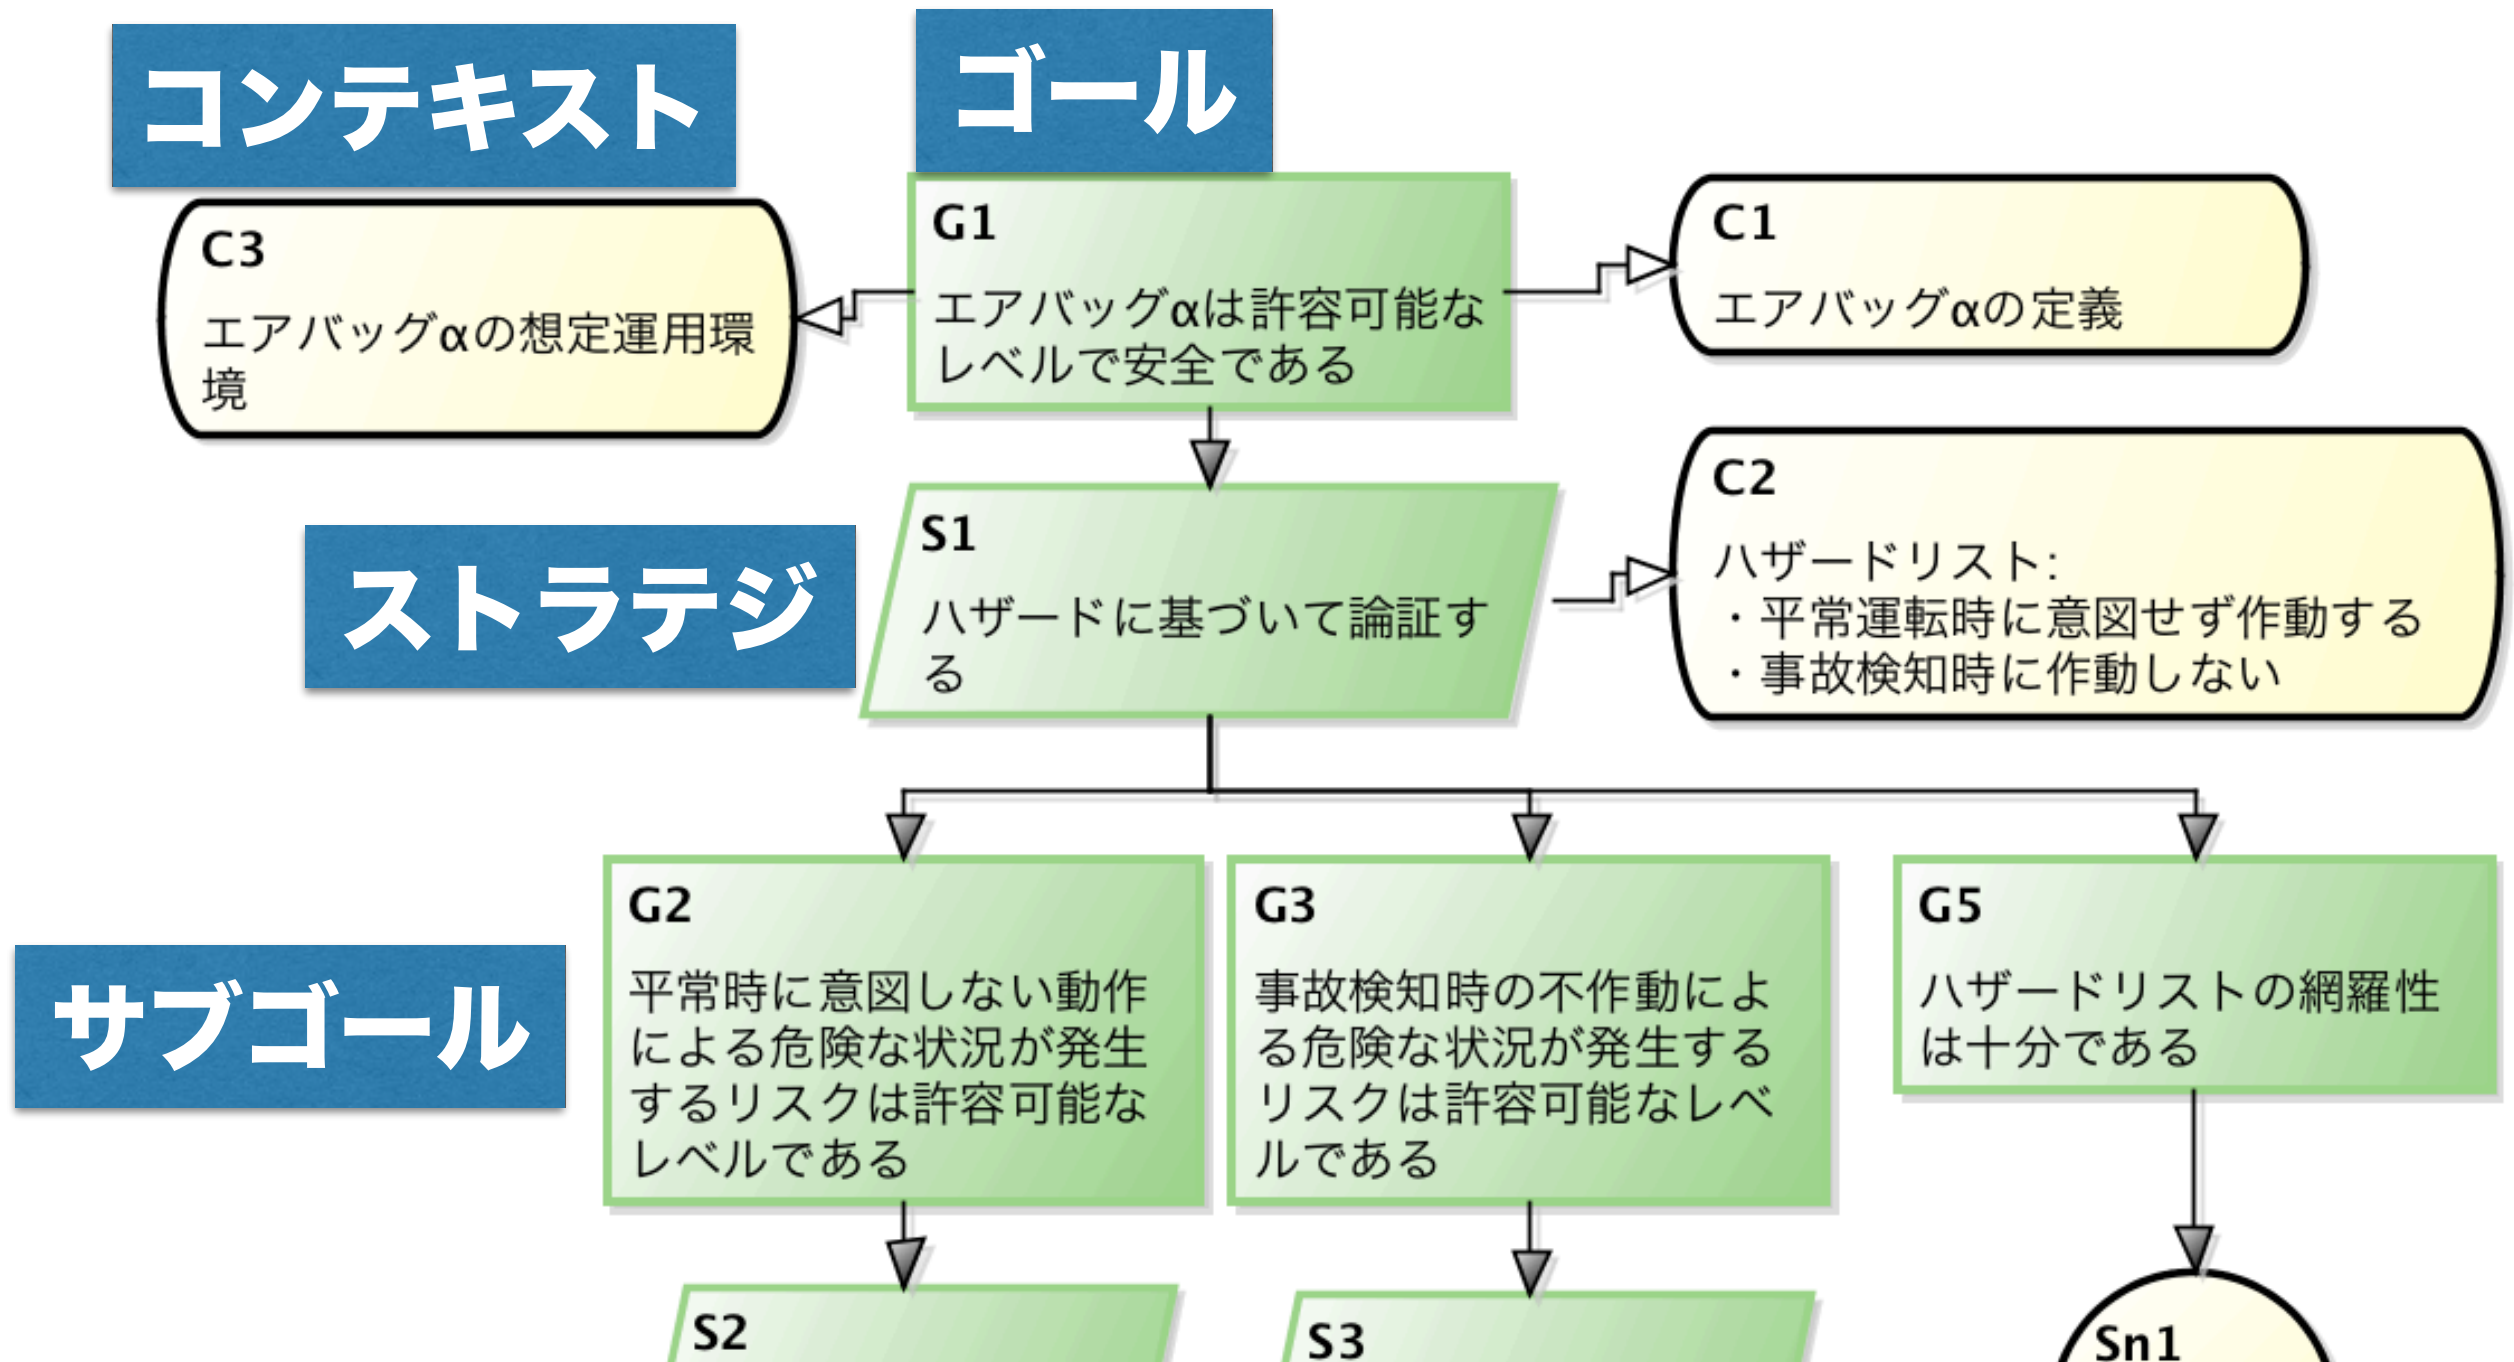 コンテキスト
ゴール
C3
エアバッグαの想定運用環
境
G1
エアバッグαは許容可能な
レベルで安全である
C1
エアバッグαの定義
ストラテジ
S1
ハザードに基づいて論証す
る
C2
ハザードリスト:
・平常運転時に意図せず作動する
・事故検知時に作動しない
サブゴール
G2
平常時に意図しない動作
による危険な状況が発生
するリスクは許容可能な
レベルである
G3
事故検知時の不作動によ
る危険な状況が発生する
リスクは許容可能なレベ
ルである
G5
ハザードリストの網羅性
は十分である
S2
S3
Sn1